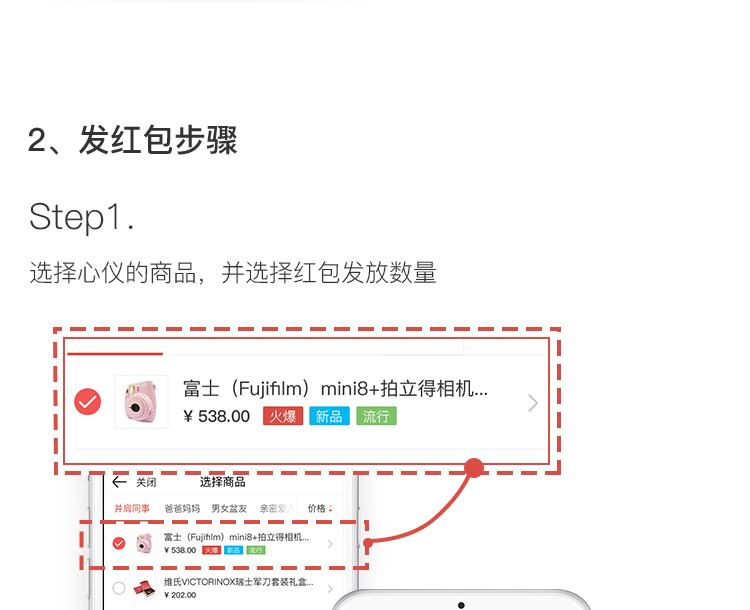 2、发红包步骤
Step1.
选择心仪的商品，并选择红包发放数量
富士（Fujifilm）mini8+拍立得相机...
¥ 538.00 火爆 新品 流行
关闭 选择商品
并肩同事 爸爸妈妈 男女盆友 亲密爱人 价格
富士（Fujifilm）mini8+拍立得相机...
¥ 538.00 火爆 新品 流行
维氏VICTORINOX瑞士军刀套装礼盒...
¥ 202.00